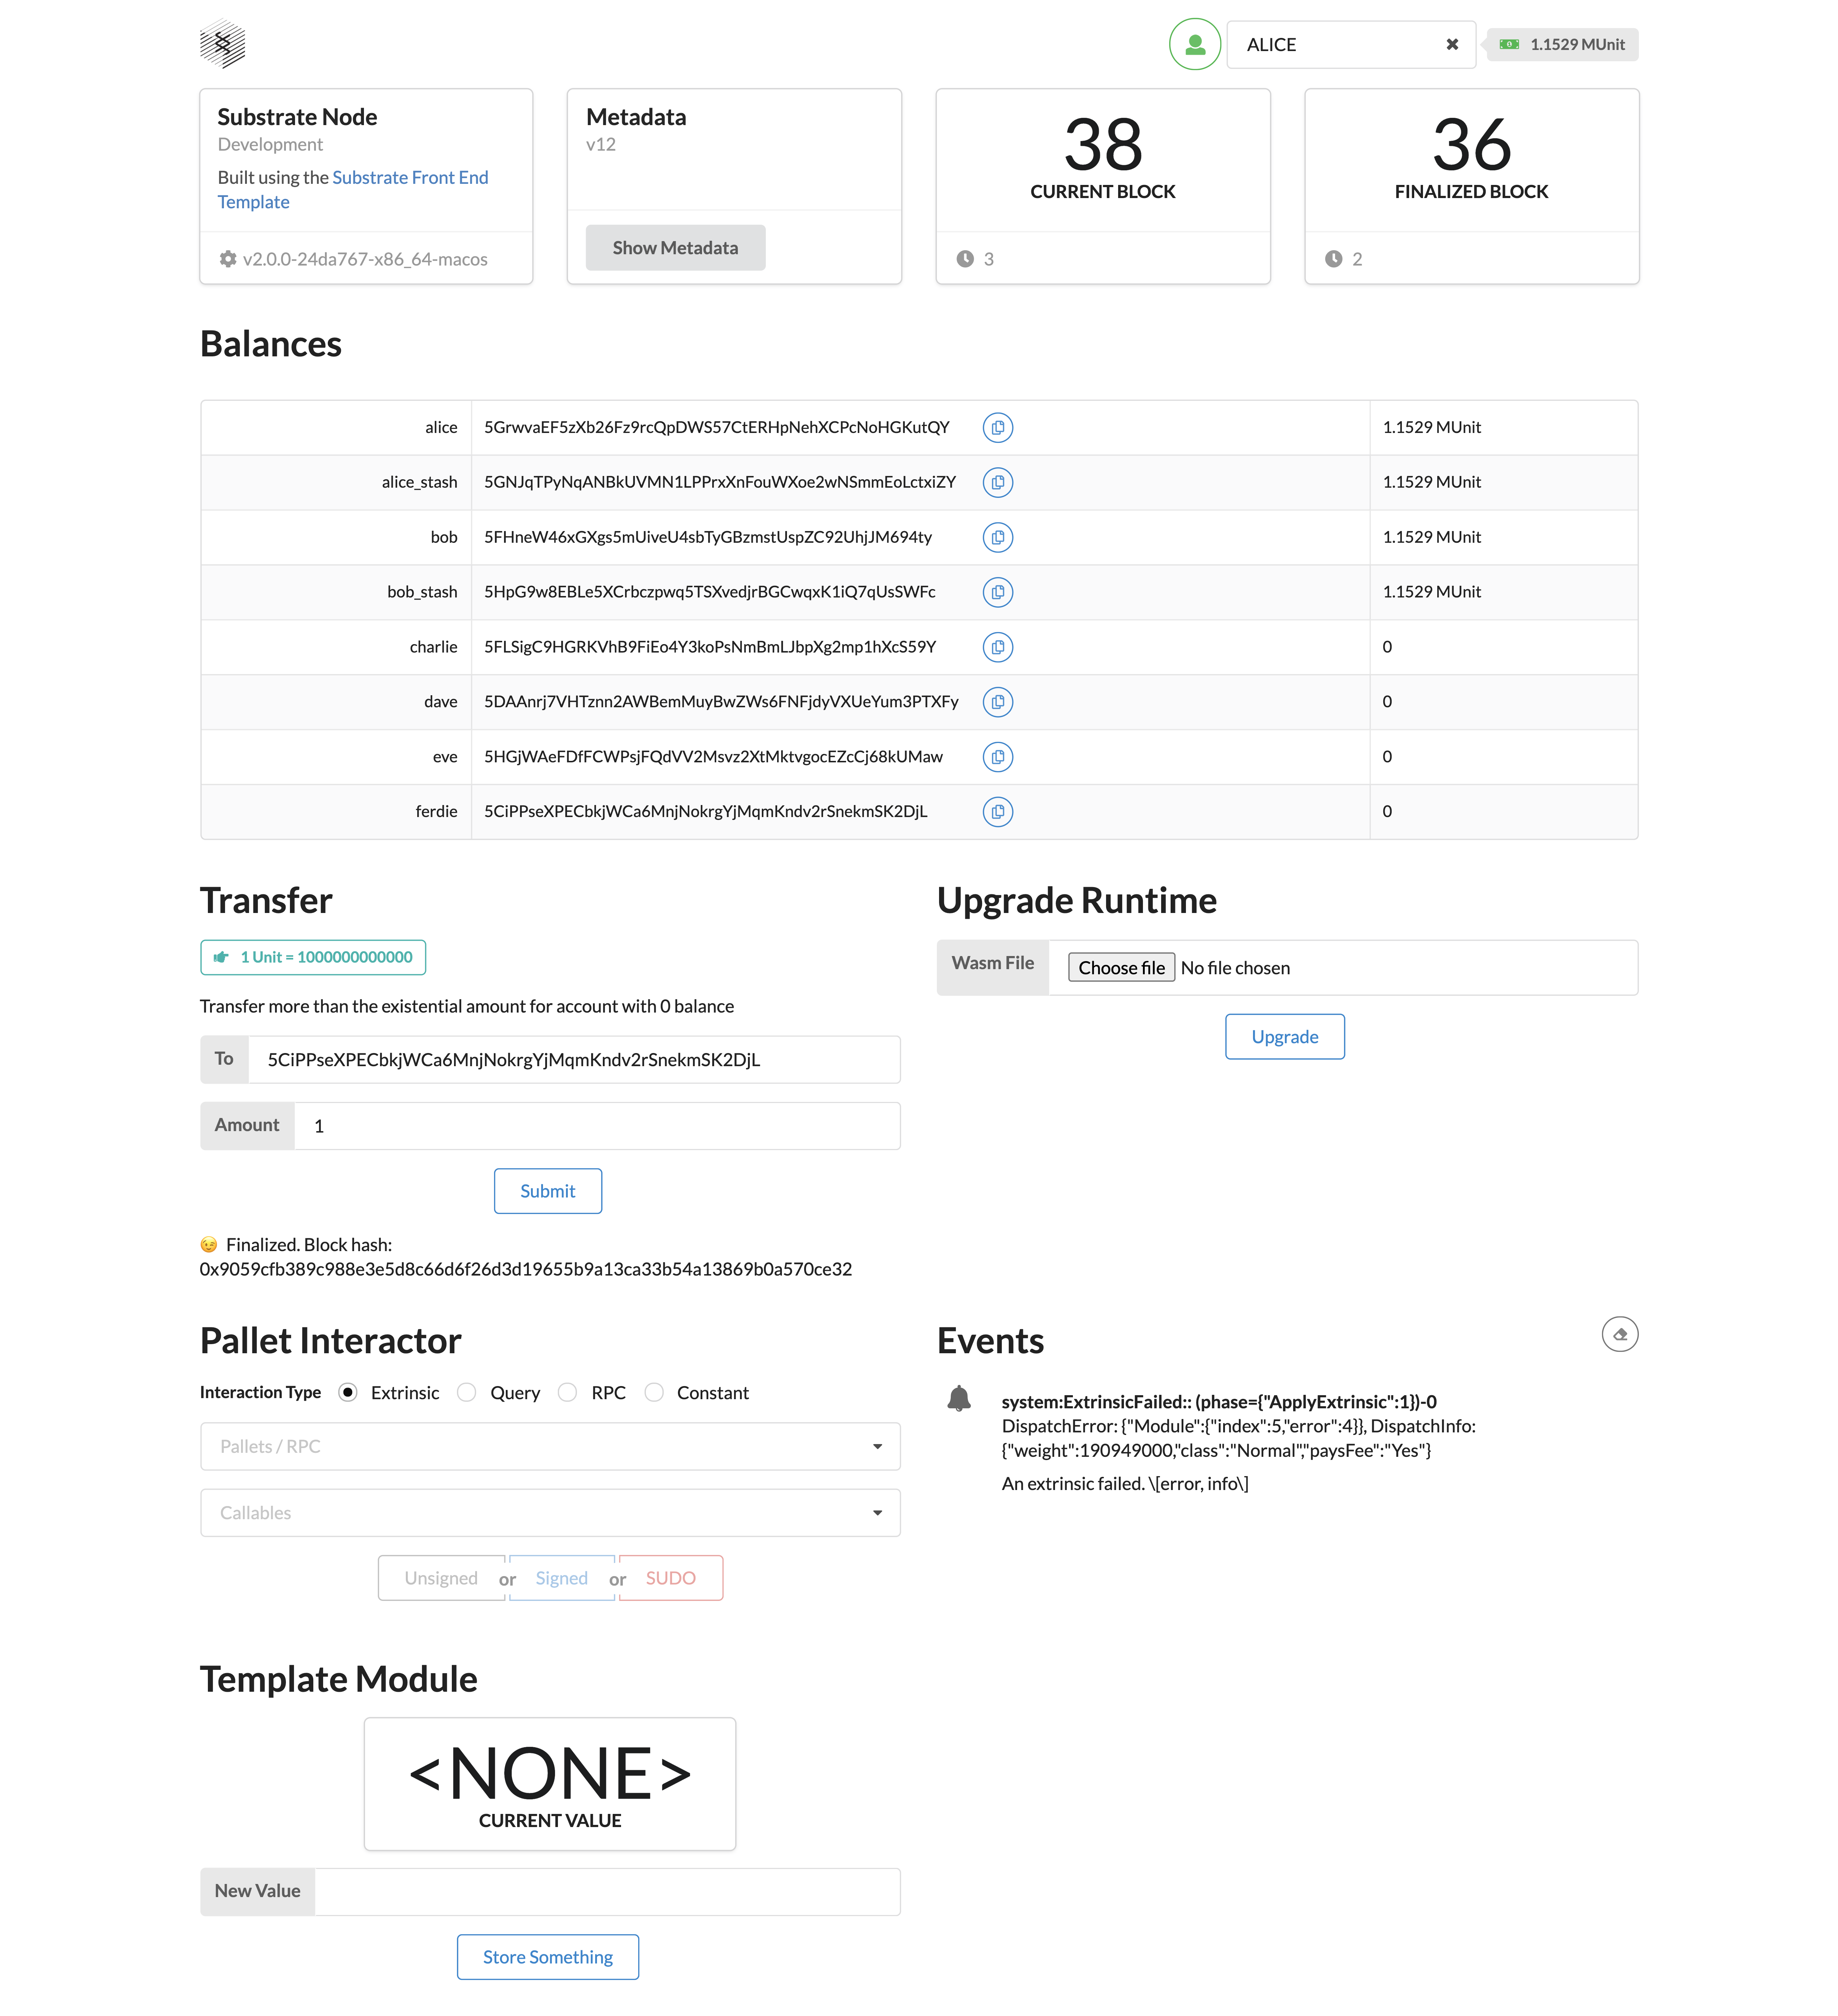 ALICE
1.1529 MUnit
Substrate Node
Development
Built using the Substrate Front End
Template
v2.0.0-24da767-x86_64-macos
Metadata
v12
Show Metadata
38
CURRENT BLOCK
3
36
FINALIZED BLOCK
2
Balances
alice 5GrwvaEF5zXb26Fz9rcQpDWS57CtERHpNehXCPcNoHGKutQY 1.1529 MUnit
alice_stash 5GNJqTPyNqANBkUVMN1LPPrxXnFouWXoe2wNSmmEoLctxiZY 1.1529 MUnit
bob 5FHneW46xGXgs5mUiveU4sbTyGBzmstUspZC92UhjJM694ty 1.1529 MUnit
bob_stash 5HpG9w8EBLe5XCrbczpwq5TSXvedjrBGCwqxK1iQ7qUsSWFc 1.1529 MUnit
charlie 5FLSigC9HGRKVhB9FiEo4Y3koPsNmBmLJbpXg2mp1hXcS59Y 0
dave 5DAAnrj7VHTznn2AWBemMuyBwZWs6FNFjdyVXUeYum3PTXFy 0
eve 5HGjWAeFDfFCWPsjFQdVV2Msvz2XtMktvgocEZcCj68kUMaw 0
ferdie 5CiPPseXPECbkjWCa6MnjNokrgYjMqmKndv2rSnekmSK2DjL 0
Transfer
1 Unit = 1000000000000
Transfer more than the existential amount for account with 0 balance
To 5CiPPseXPECbkjWCa6MnjNokrgYjMqmKndv2rSnekmSK2DjL
Amount 1
Submit
😉 Finalized. Block hash:
0x9059cfb389c988e3e5d8c66d6f26d3d19655b9a13ca33b54a13869b0a570ce32
Upgrade Runtime
Wasm File Choose file No file chosen
Upgrade
Pallet Interactor
Interaction Type Extrinsic Query RPC Constant
Pallets / RPC
Callables
Unsigned or Signed or SUDO
Events
system:ExtrinsicFailed:: (phase={"ApplyExtrinsic":1})-0
DispatchError: {"Module":{"index":5,"error":4}}, DispatchInfo:
{"weight":190949000,"class":"Normal","paysFee":"Yes"}
An extrinsic failed. \[error, info\]
Template Module
<NONE>
CURRENT VALUE
New Value
Store Something